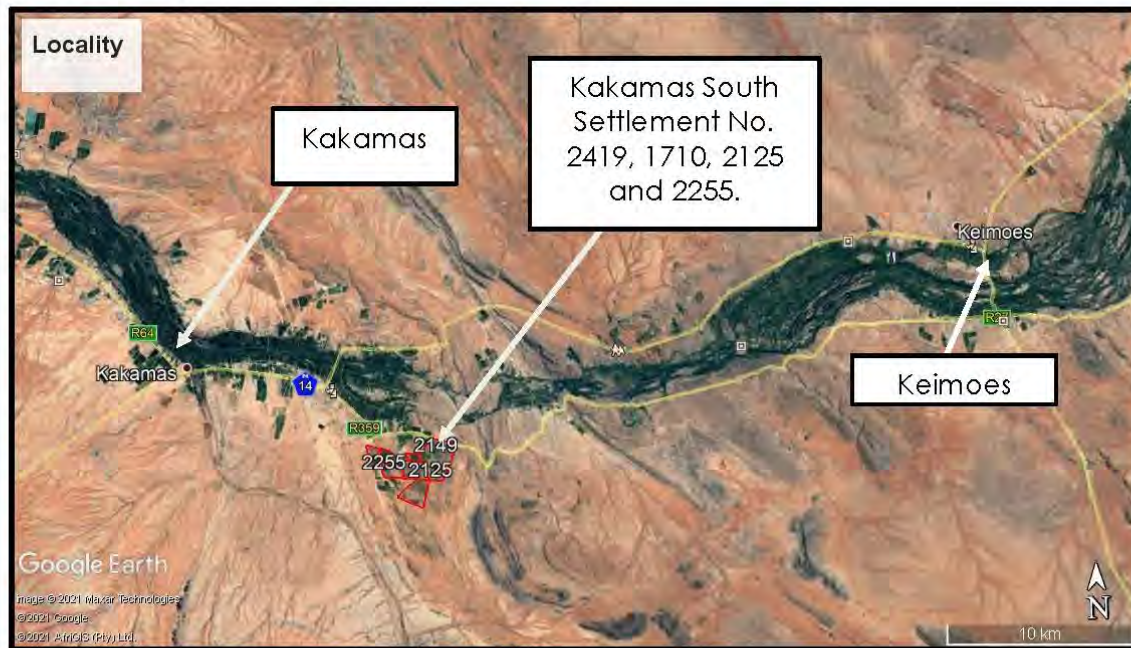 Locality
Kakamas
Kakamas South
Settlement No.
2419, 1710, 2125
and 2255.
Keimoes
R64
Kakamas
N
14
R359
2149
2255
2125
R27
Keimoes
Google Earth
Image © 2021 Maxar Technologies
© 2021 Google
© 2021 AfriGIS (Pty) Ltd.
N
10 km